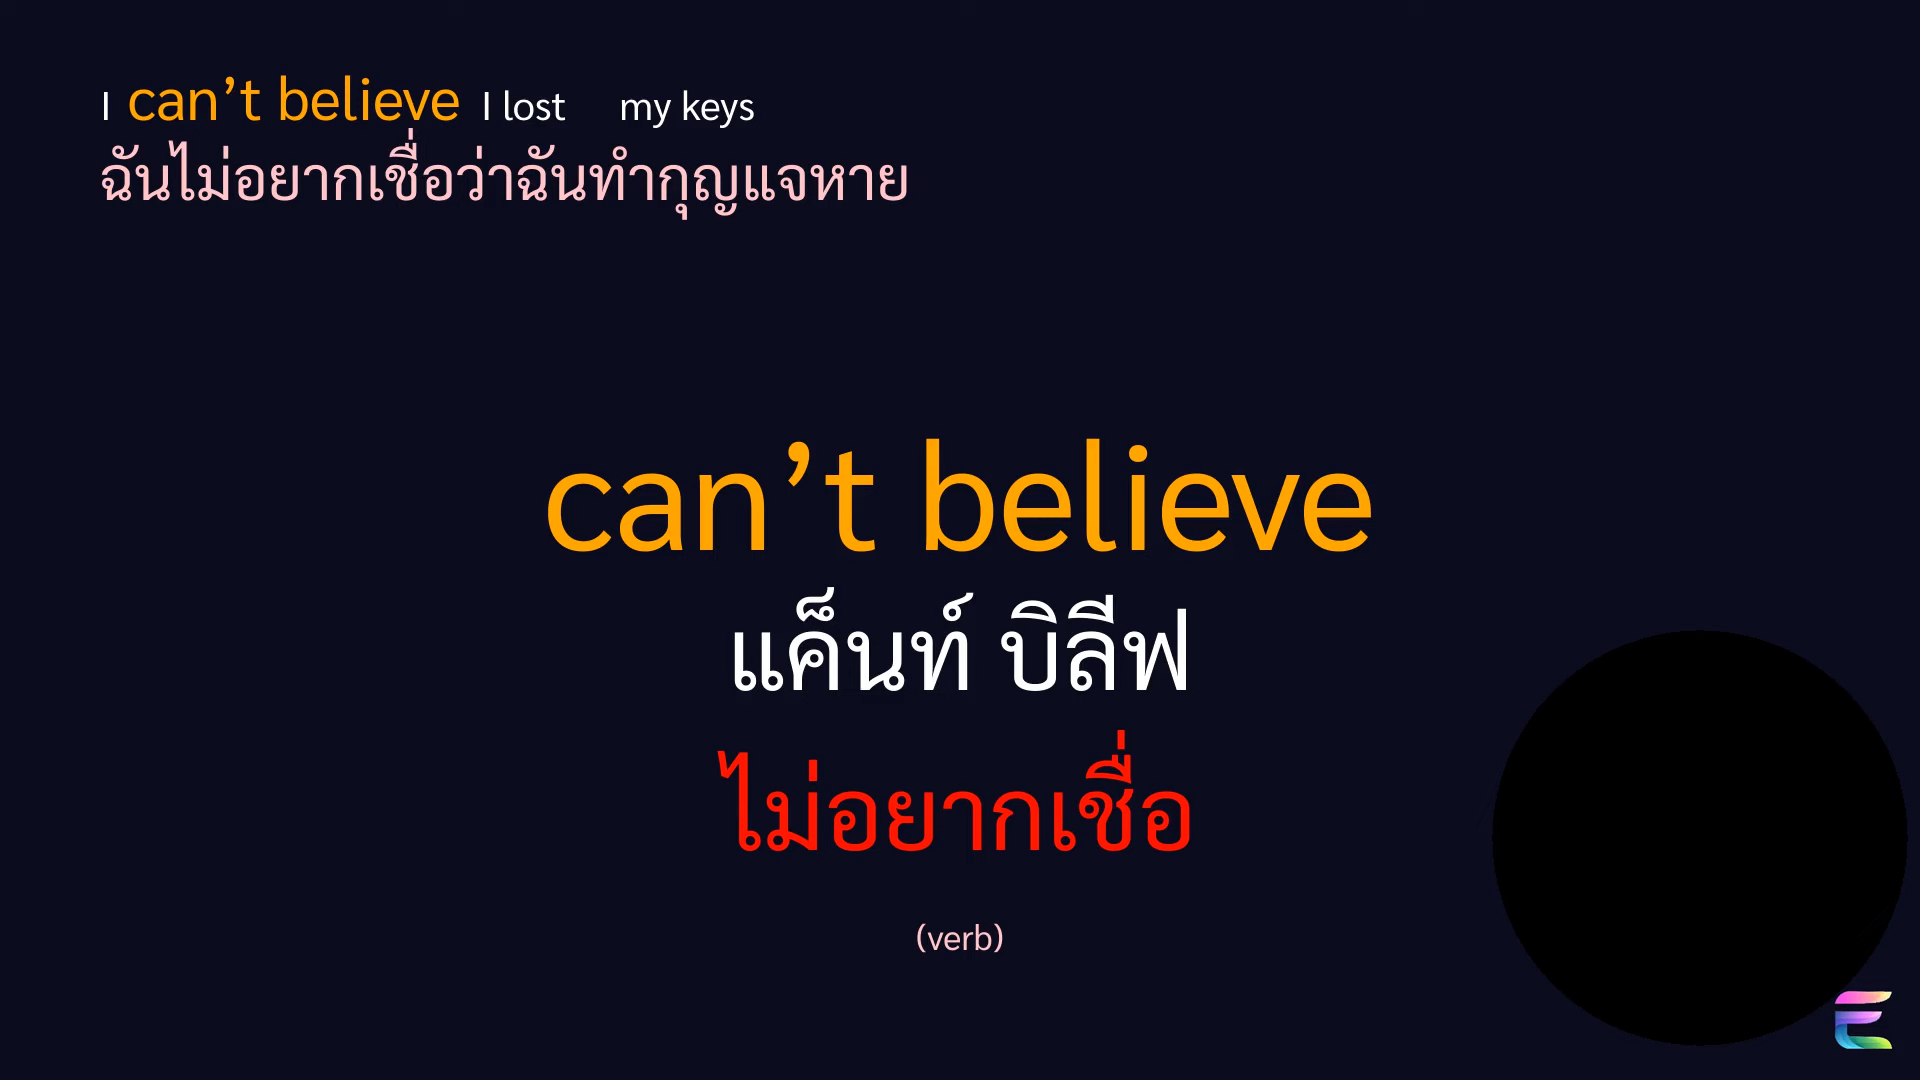 I can’t believe I lost my keys
ฉันไม่อยากเชื่อว่าฉันทำกุญแจหาย
can’t believe
แค็นท์ บิลีฟ
ไม่อยากเชื่อ
(verb)